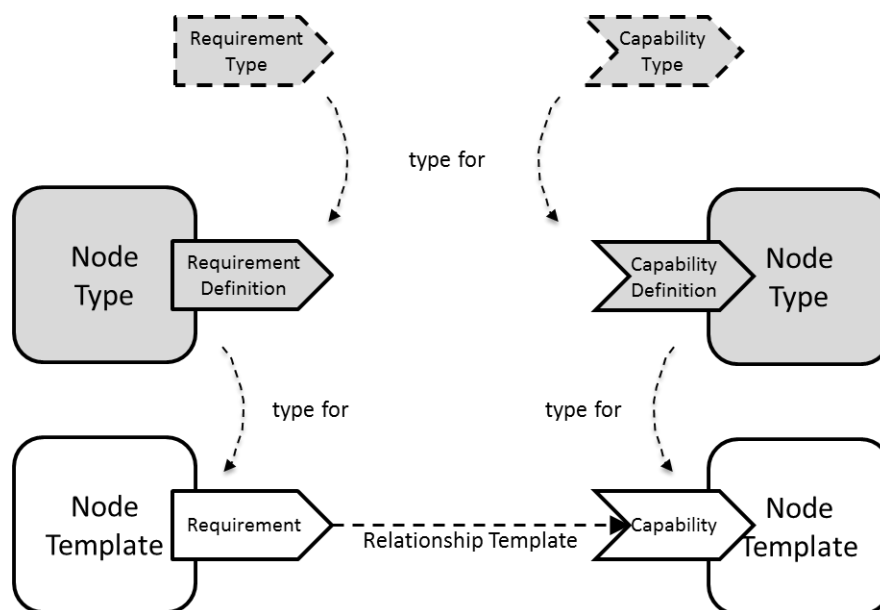 Requirement
Type
Capability
Type
type for
Node
Type
Requirement
Definition
Capability
Definition
Node
Type
type for
type for
Node
Template
Requirement
Relationship Template
Capability
Node
Template